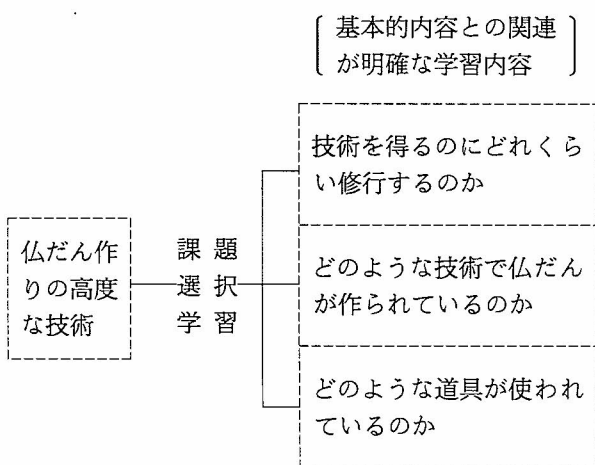 基本的内容との関連
が明確な学習内容
技術を得るのにどれくら
い修行するのか
仏だん作
りの高度
な技術
課題
選択
学習
どのような技術で仏だん
が作られているのか
どのような道具が使われ
ているのか